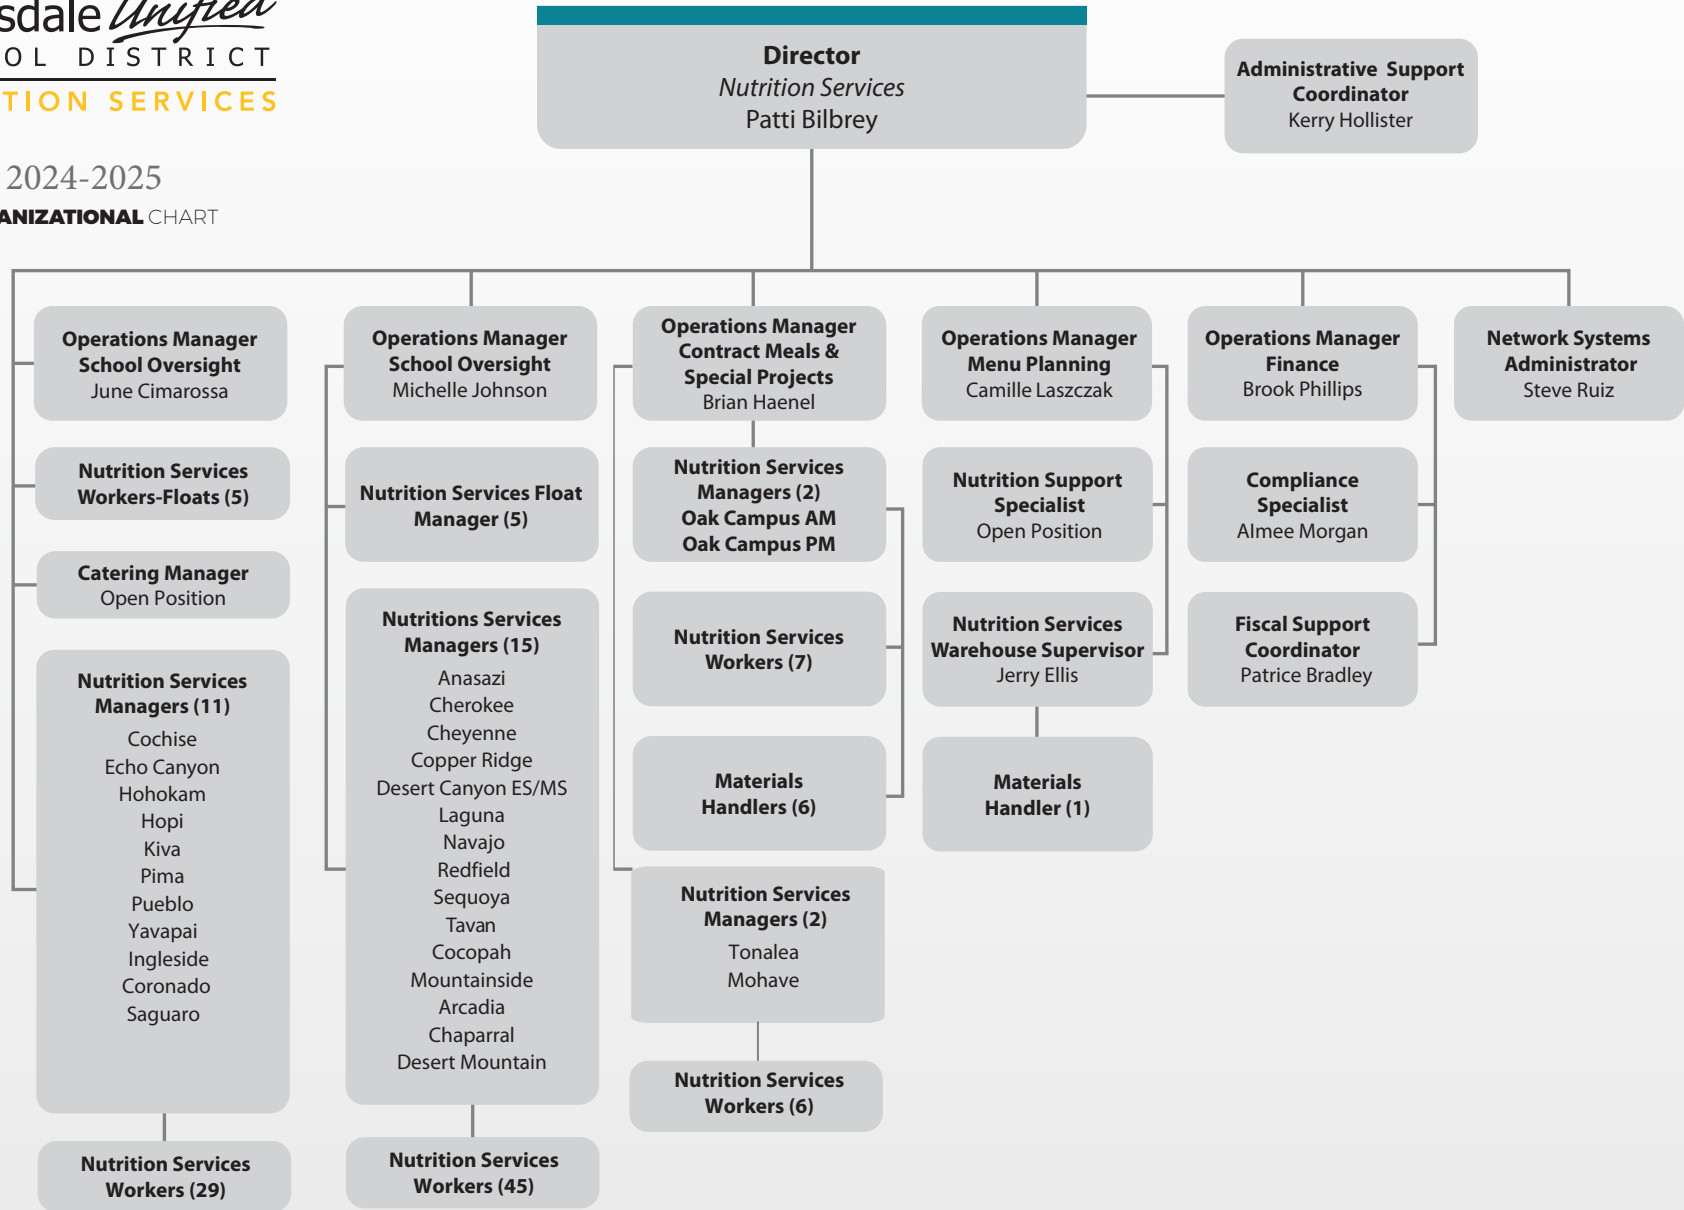 sdale Unified
OL DISTRICT
TION SERVICES
2024-2025
ANIZATIONAL CHART
Director
Nutrition Services
Patti Bilbrey
Administrative Support
Coordinator
Kerry Hollister
Operations Manager
School Oversight
June Cimarossa
Nutrition Services
Workers-Floats (5)
Catering Manager
Open Position
Nutrition Services
Managers (11)
Cochise
Echo Canyon
Hohokam
Hopi
Kiva
Pima
Pueblo
Yavapai
Ingleside
Coronado
Saguaro
Nutrition Services
Workers (29)
Operations Manager
School Oversight
Michelle Johnson
Nutrition Services Float
Manager (5)
Nutritions Services
Managers (15)
Anasazi
Cherokee
Cheyenne
Copper Ridge
Desert Canyon ES/MS
Laguna
Navajo
Redfield
Sequoya
Tavan
Cocopah
Mountainside
Arcadia
Chaparral
Desert Mountain
Nutrition Services
Workers (45)
Operations Manager
Contract Meals &
Special Projects
Brian Haenel
Nutrition Services
Managers (2)
Oak Campus AM
Oak Campus PM
Nutrition Services
Workers (7)
Materials
Handlers (6)
Nutrition Services
Managers (2)
Tonalea
Mohave
Nutrition Services
Workers (6)
Operations Manager
Menu Planning
Camille Laszczak
Nutrition Support
Specialist
Open Position
Nutrition Services
Warehouse Supervisor
Jerry Ellis
Materials
Handler (1)
Operations Manager
Finance
Brook Phillips
Compliance
Specialist
AImee Morgan
Fiscal Support
Coordinator
Patrice Bradley
Network Systems
Administrator
Steve Ruiz